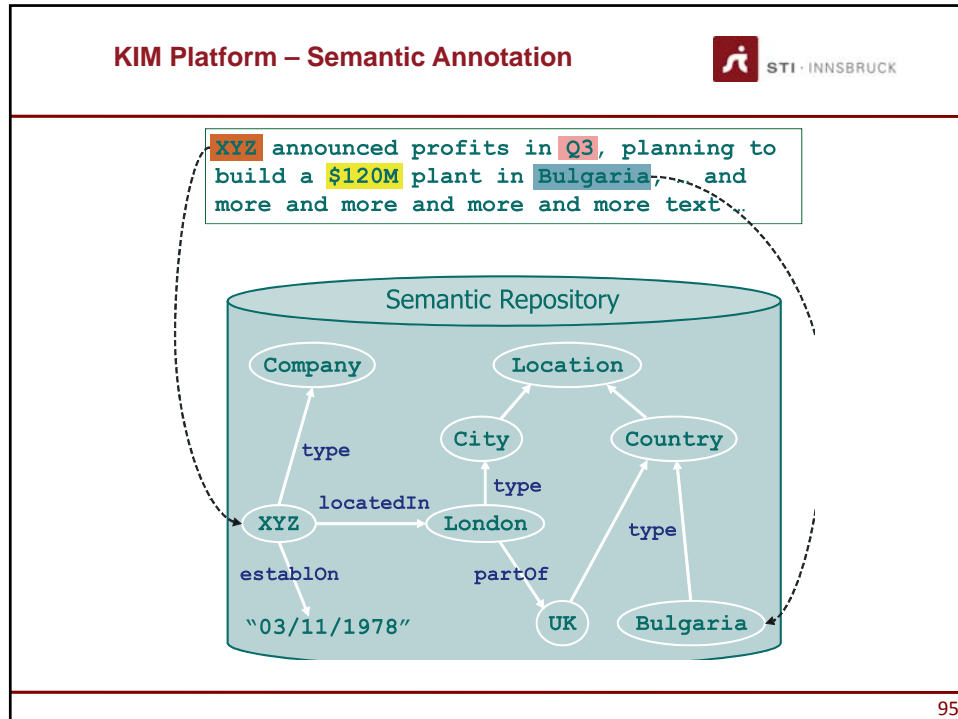 KIM Platform – Semantic Annotation
STI · INNSBRUCK
XYZ announced profits in Q3, planning to
build a $120M plant in Bulgaria, … and
more and more and more and more text …
Semantic Repository
Company
Location
City
Country
type
type
locatedIn
XYZ
London
type
establOn
partOf
“03/11/1978”
UK
Bulgaria
95